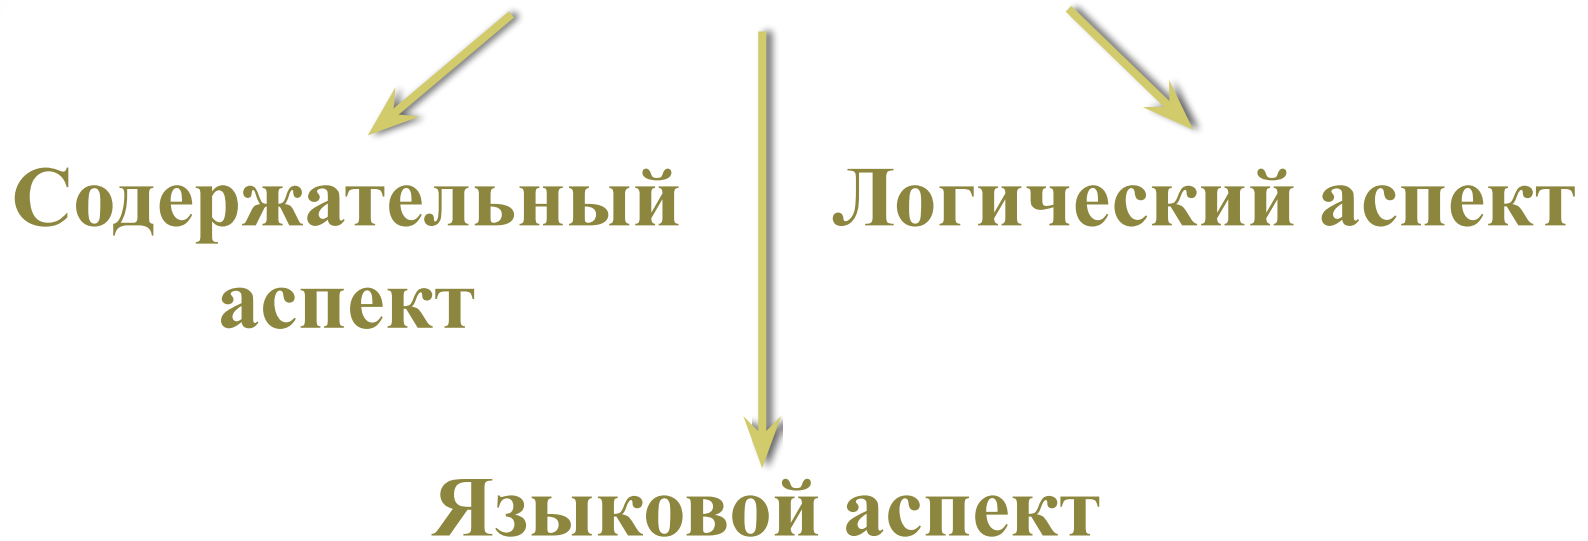 Содержательный
аспект
Логический аспект
Языковой аспект